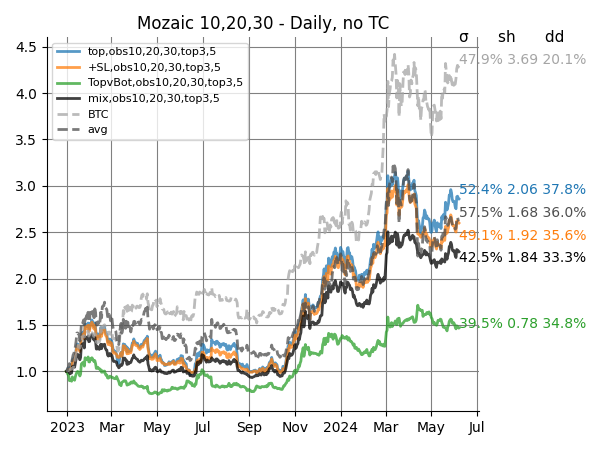 Mozaic 10,20,30 - Daily, no TC
σ sh dd
top,obs10,20,30,top3,5
+SL,obs10,20,30,top3,5
TopvBot,obs10,20,30,top3,5
mix,obs10,20,30,top3,5
BTC
avg
47.9% 3.69 20.1%
52.4% 2.06 37.8%
57.5% 1.68 36.0%
49.1% 1.92 35.6%
42.5% 1.84 33.3%
39.5% 0.78 34.8%
4.5
4.0
3.5
3.0
2.5
2.0
1.5
1.0
2023 Mar May Jul Sep Nov 2024 Mar May Jul